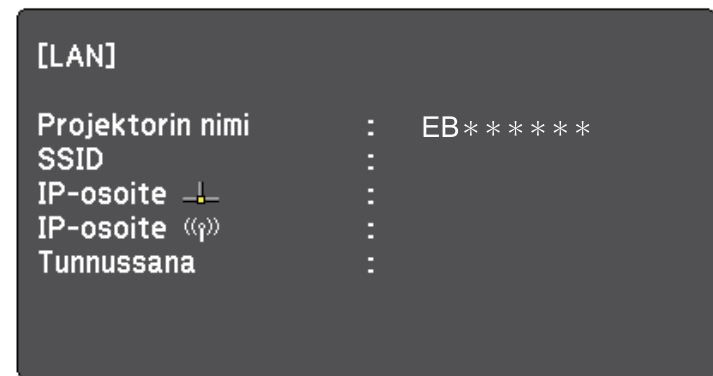 [LAN]
Projektorin nimi : EB∗∗∗∗∗∗
SSID :
IP-osoite :
IP-osoite :
Tunnussana :